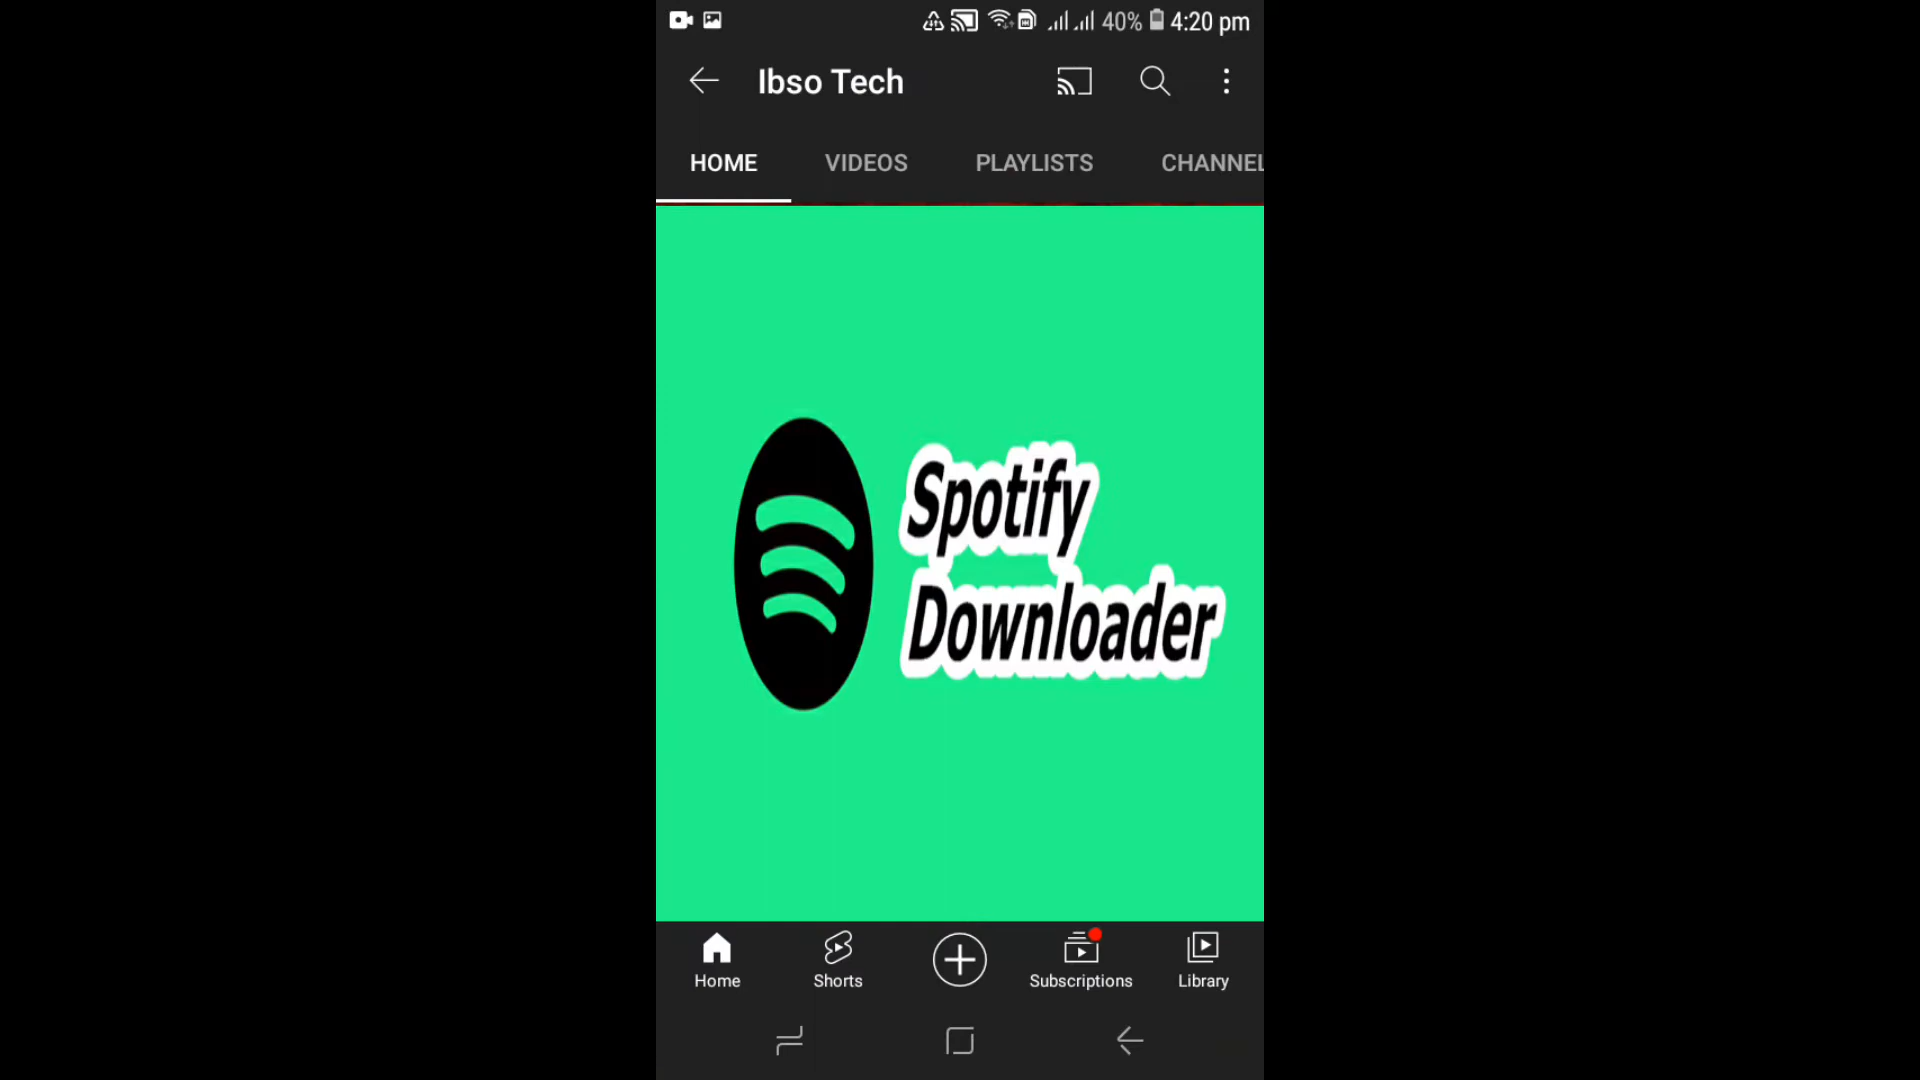 40% 4:20 pm
Ibso Tech
HOME VIDEOS PLAYLISTS CHANNEL
Spotify
Downloader
Home Shorts Subscriptions Library